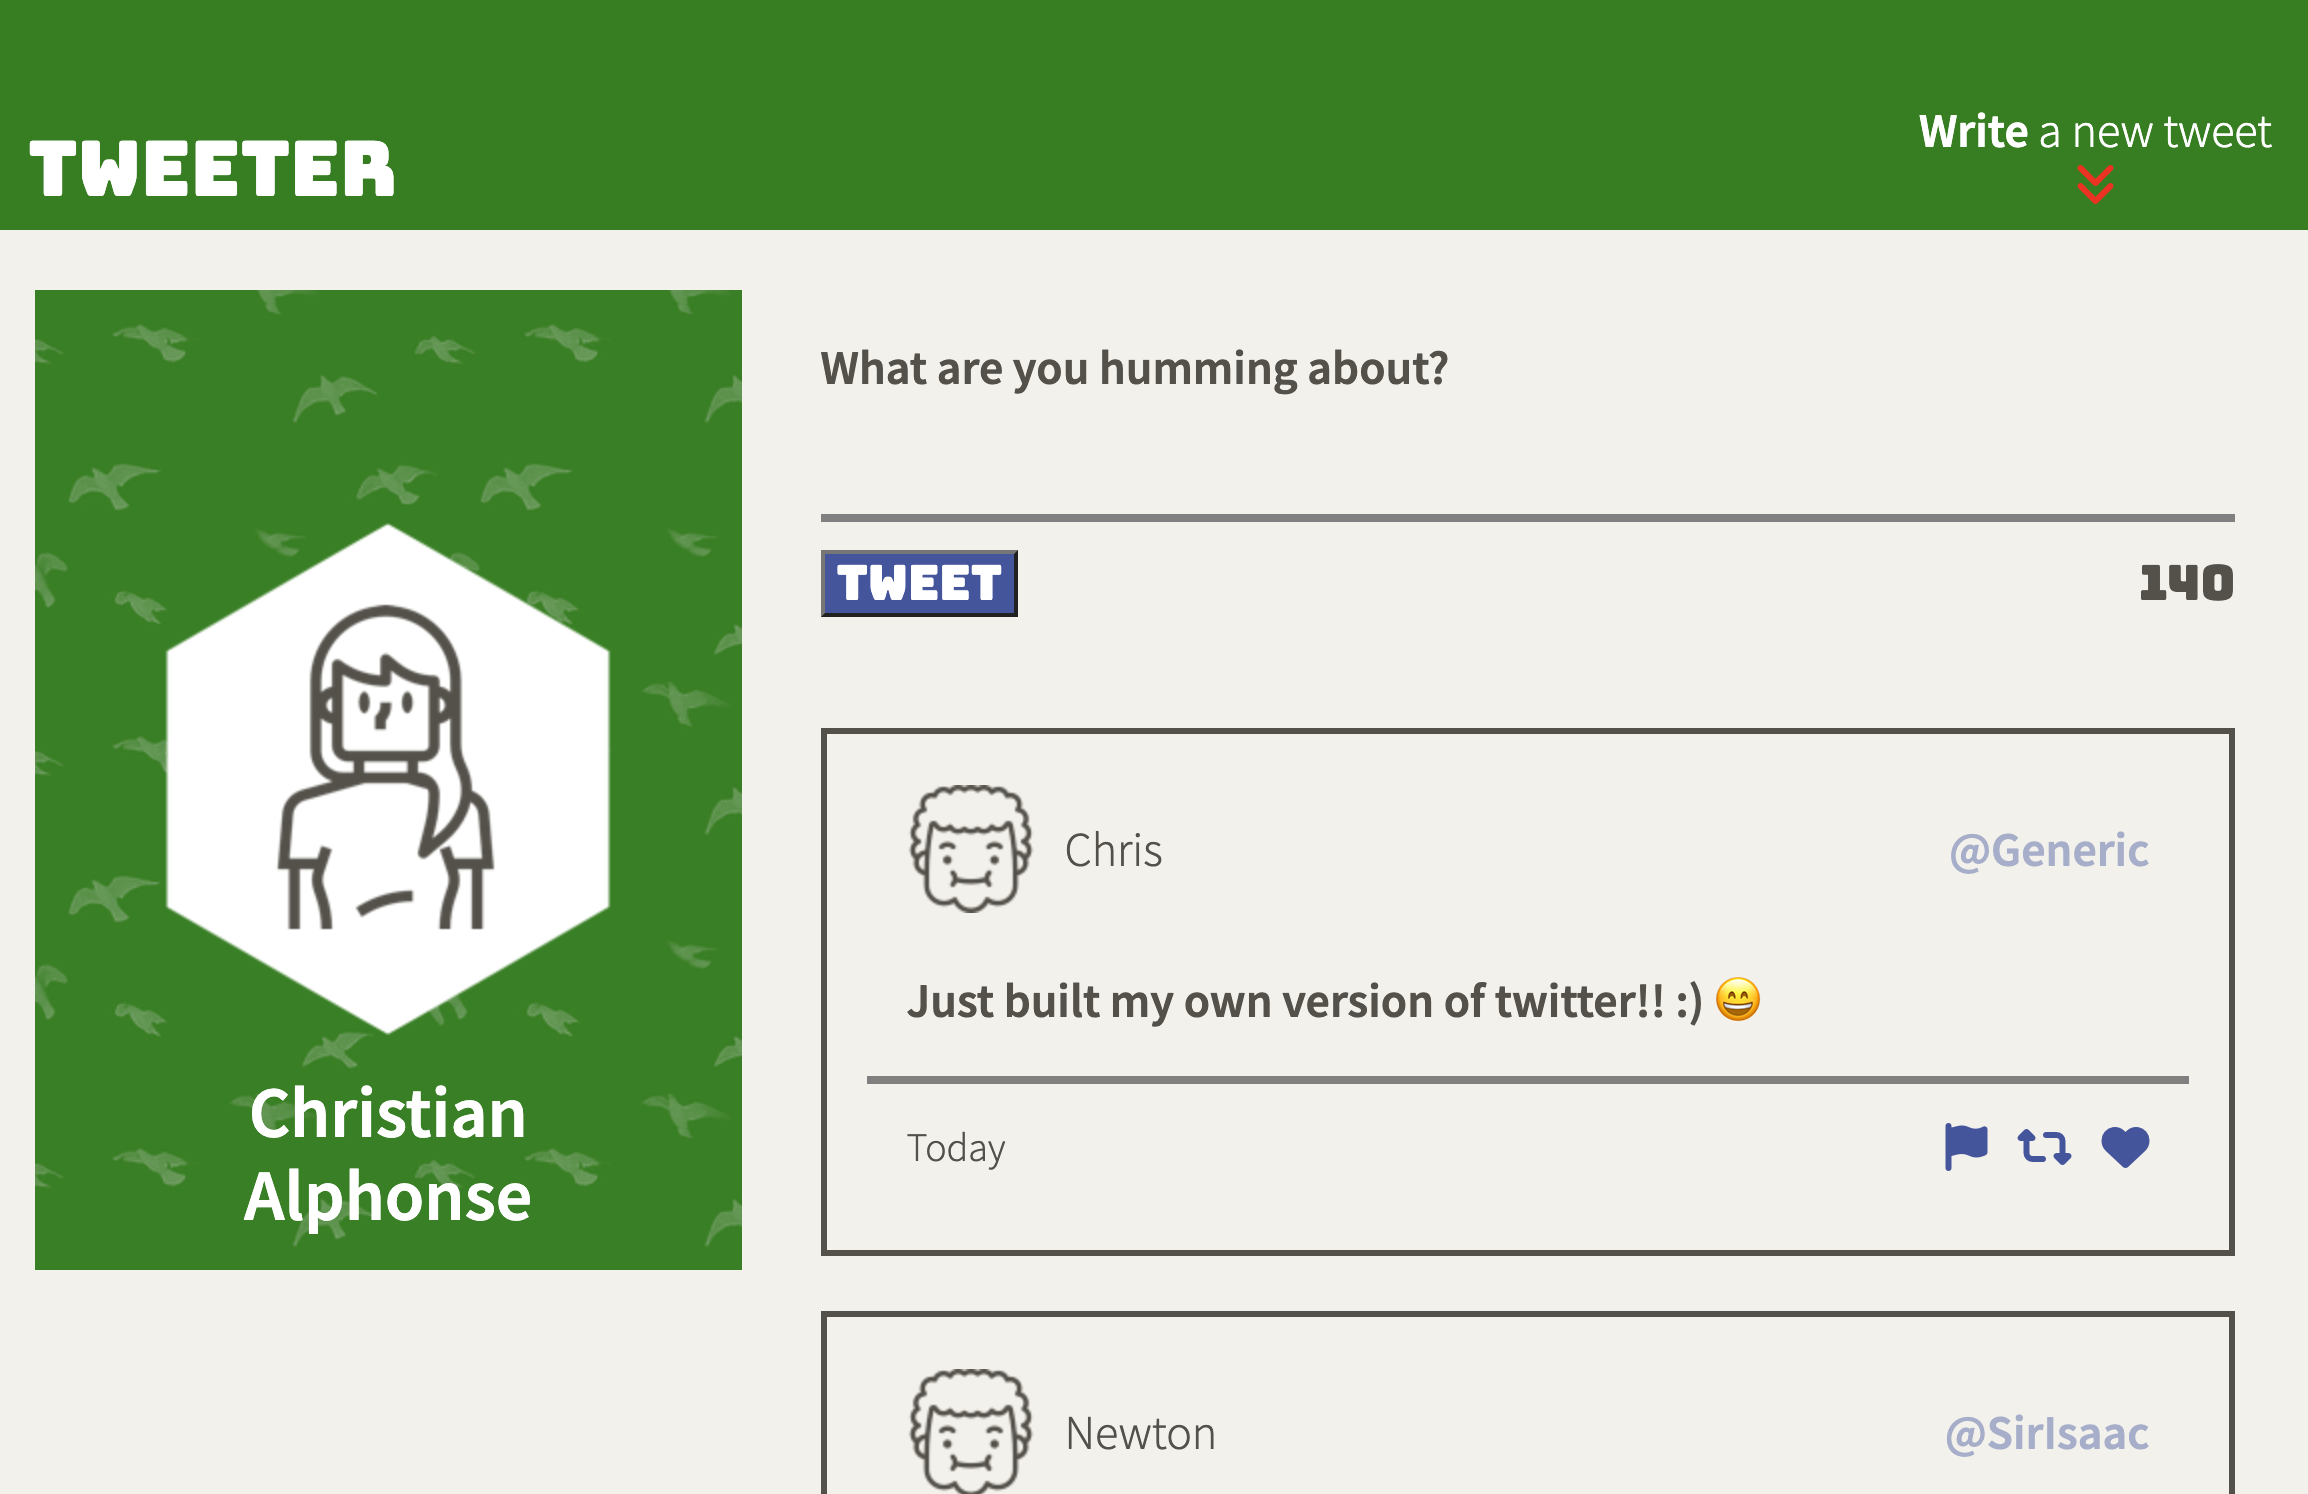 TWEETER
Write a new tweet
Christian
Alphonse
What are you humming about?
TWEET
140
Chris
@Generic
Just built my own version of twitter!! :) 😄
Today
Newton
@SirIsaac